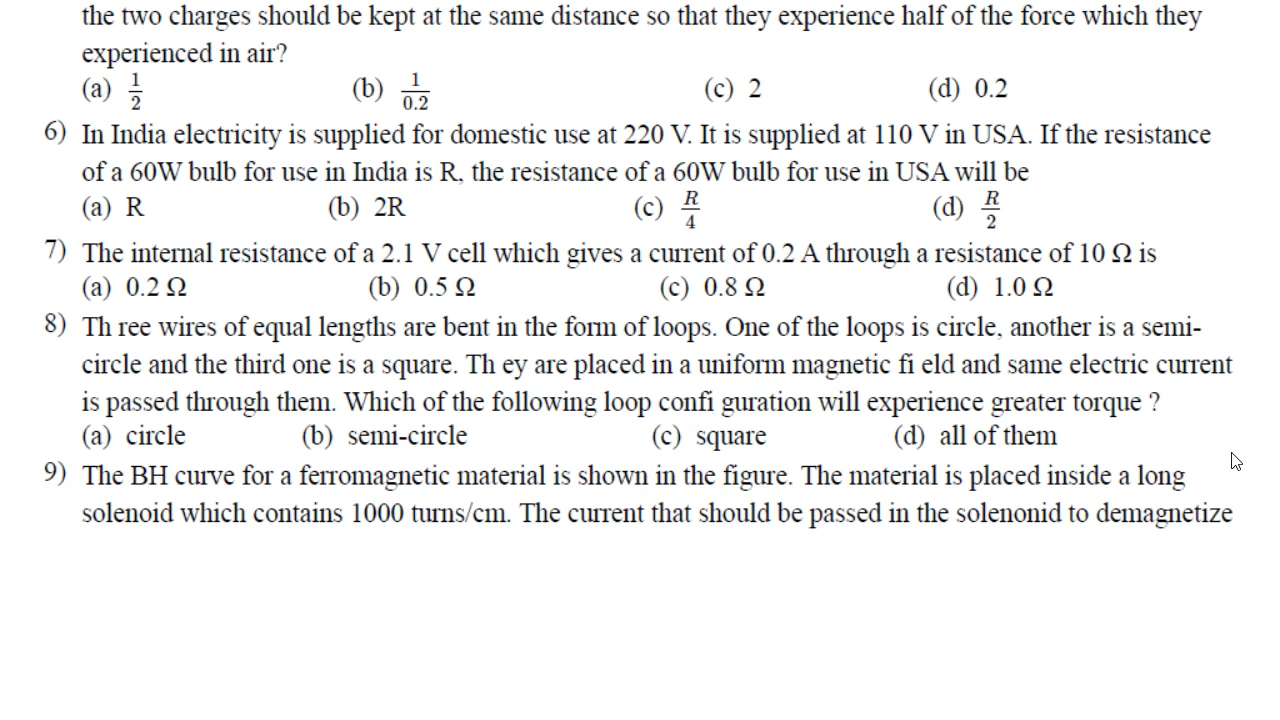 the two charges should be kept at the same distance so that they experience half of the force which they
experienced in air?
(a) 1/2 (b) 1/0.2 (c) 2 (d) 0.2
6) In India electricity is supplied for domestic use at 220 V. It is supplied at 110 V in USA. If the resistance
of a 60W bulb for use in India is R, the resistance of a 60W bulb for use in USA will be
(a) R (b) 2R (c) R/4 (d) R/2
7) The internal resistance of a 2.1 V cell which gives a current of 0.2 A through a resistance of 10 Ω is
(a) 0.2 Ω (b) 0.5 Ω (c) 0.8 Ω (d) 1.0 Ω
8) Th ree wires of equal lengths are bent in the form of loops. One of the loops is circle, another is a semi-
circle and the third one is a square. Th ey are placed in a uniform magnetic fi eld and same electric current
is passed through them. Which of the following loop confi guration will experience greater torque ?
(a) circle (b) semi-circle (c) square (d) all of them
9) The BH curve for a ferromagnetic material is shown in the figure. The material is placed inside a long
solenoid which contains 1000 turns/cm. The current that should be passed in the solenonid to demagnetize